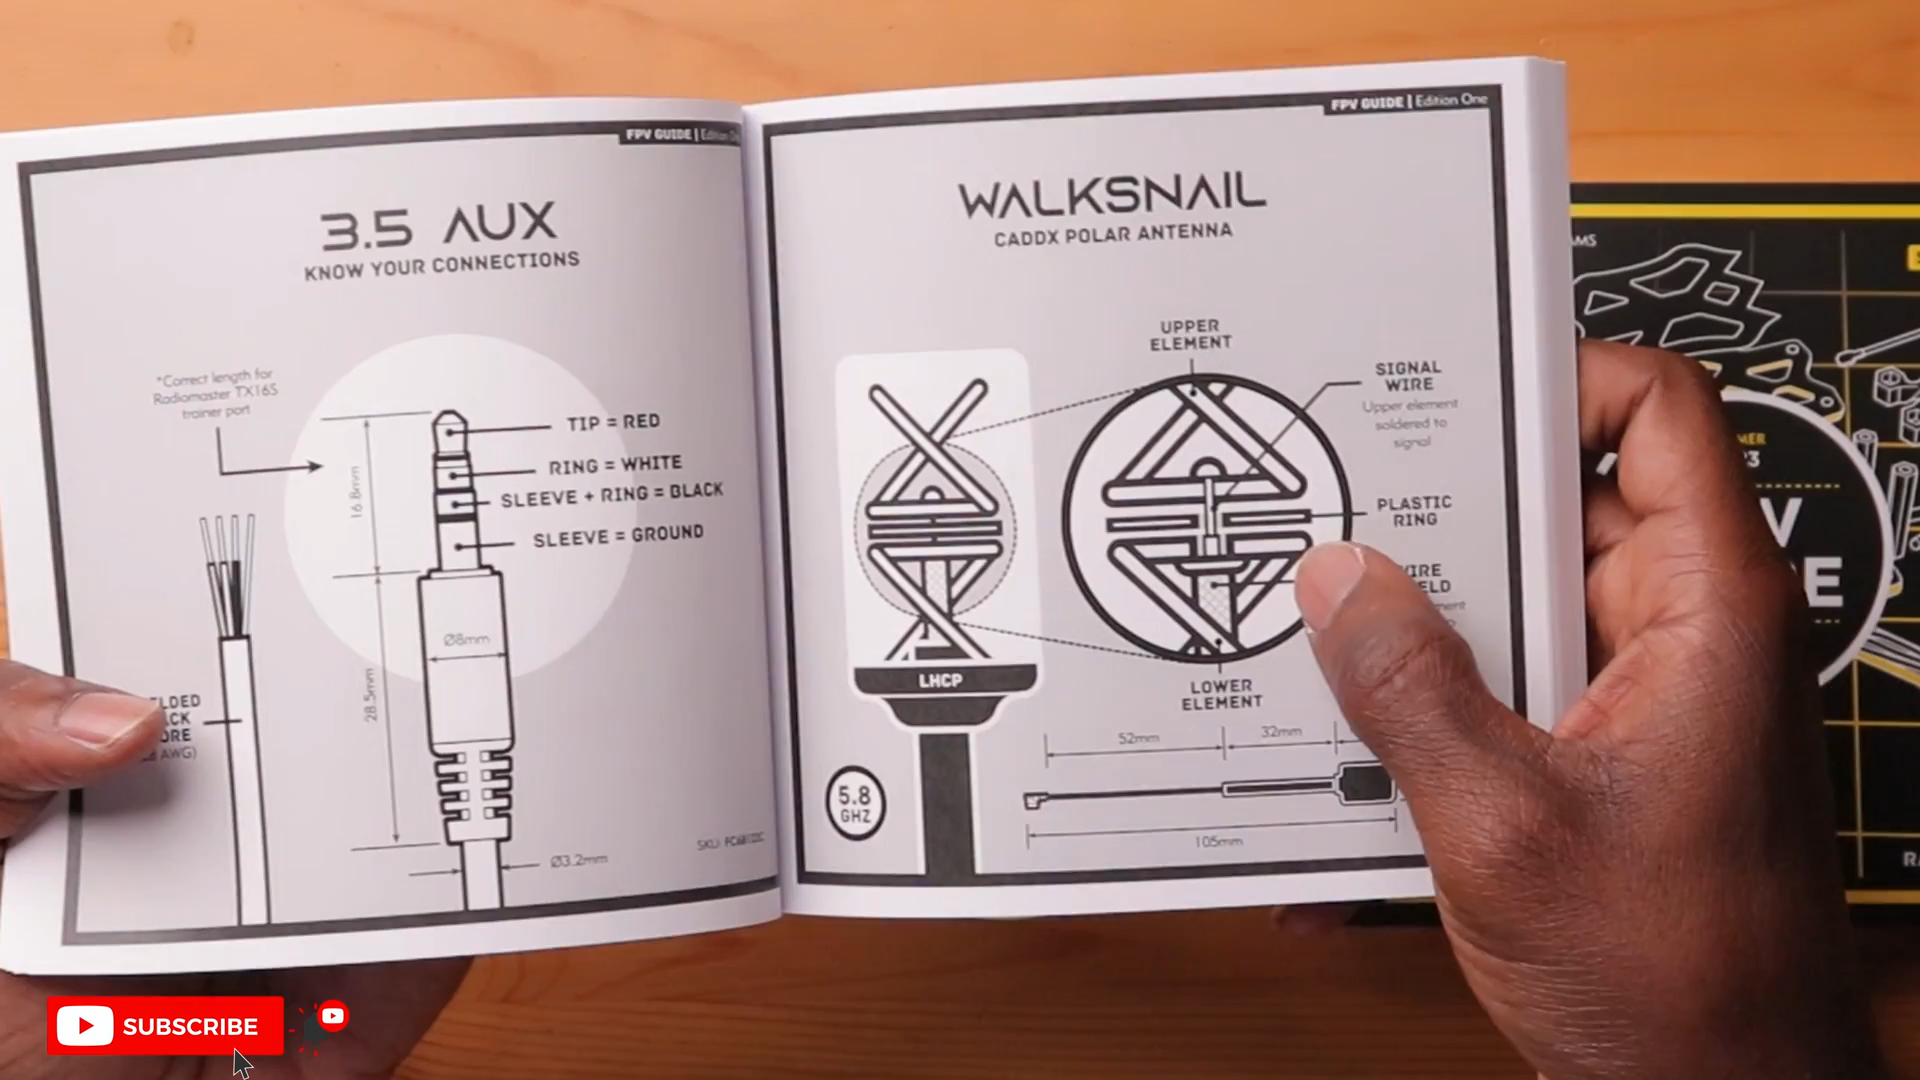 FPV GUIDE | Edition
3.5 AUX
KNOW YOUR CONNECTIONS
*Correct length for
Radiomaster TX16S
trainer port
16.8mm
TIP = RED
RING = WHITE
SLEEVE + RING = BLACK
SLEEVE = GROUND
Ø8mm
28.5mm
AWG)
Ø3.2mm
SKU:
FPV GUIDE | Edition One
WALKSNAIL
CADDX POLAR ANTENNA
UPPER
ELEMENT
SIGNAL
WIRE
Upper element
soldered to
signal
PLASTIC
RING
LOWER
ELEMENT
LHCP
5.8
GHZ
52mm
32mm
105mm
SUBSCRIBE